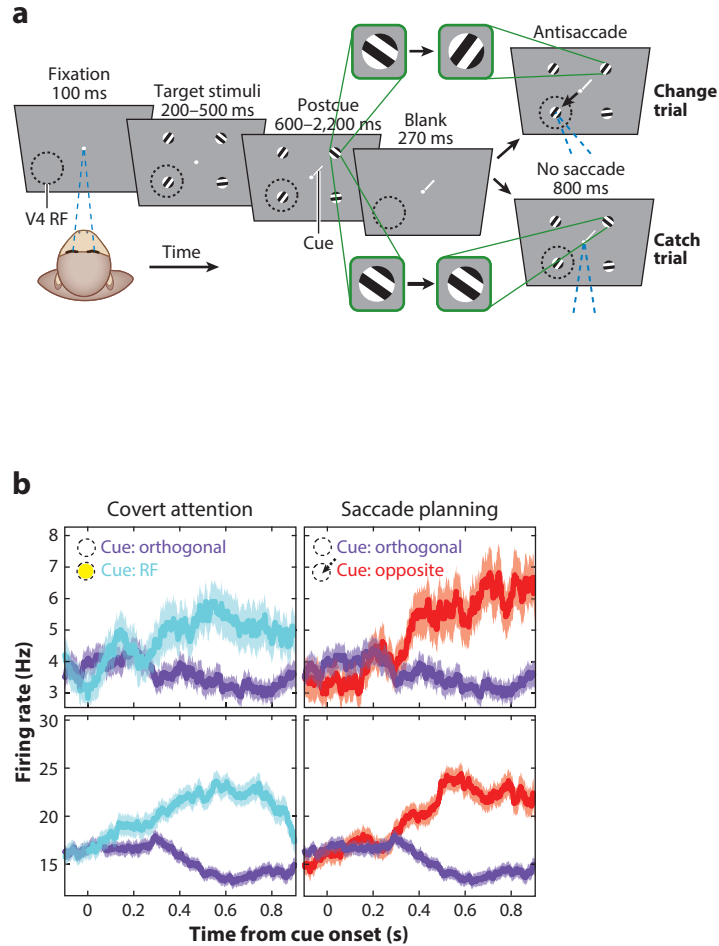 a
Fixation
100 ms
Target stimuli
200–500 ms
Postcue
600–2,200 ms
Blank
270 ms
Antisaccade
Change
trial
No saccade
800 ms
Catch
trial
V4 RF
Cue
Time
b
Covert attention
Saccade planning
Cue: orthogonal
Cue: RF
Cue: orthogonal
Cue: opposite
8
7
6
5
4
3
30
25
20
15
Firing rate (Hz)
0 0.2 0.4 0.6 0.8
0 0.2 0.4 0.6 0.8
Time from cue onset (s)